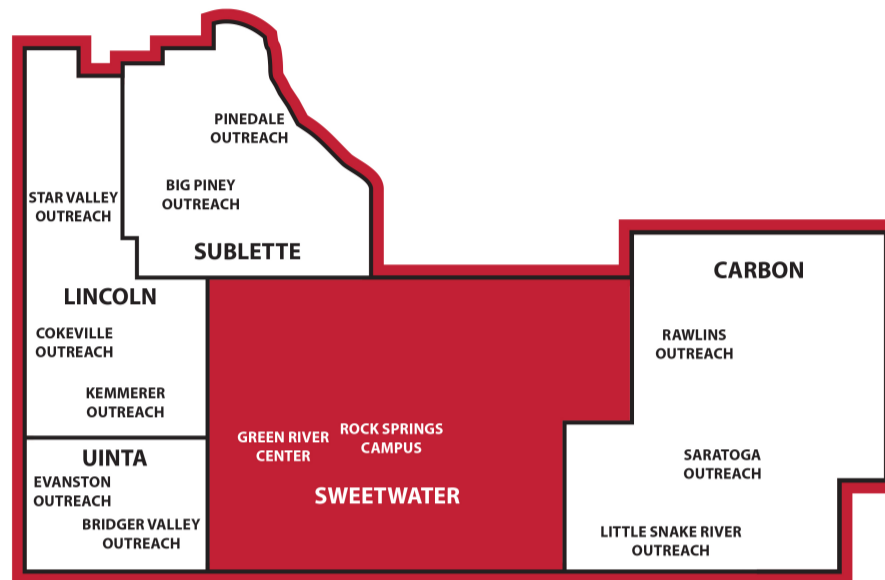 PINEDALE
OUTREACH
STAR VALLEY
OUTREACH
BIG PINEY
OUTREACH
SUBLETTE
LINCOLN
COKEVILLE
OUTREACH
KEMMERER
OUTREACH
UINTA
EVANSTON
OUTREACH
BRIDGER VALLEY
OUTREACH
GREEN RIVER
CENTER
ROCK SPRINGS
CAMPUS
SWEETWATER
CARBON
RAWLINS
OUTREACH
SARATOGA
OUTREACH
LITTLE SNAKE RIVER
OUTREACH